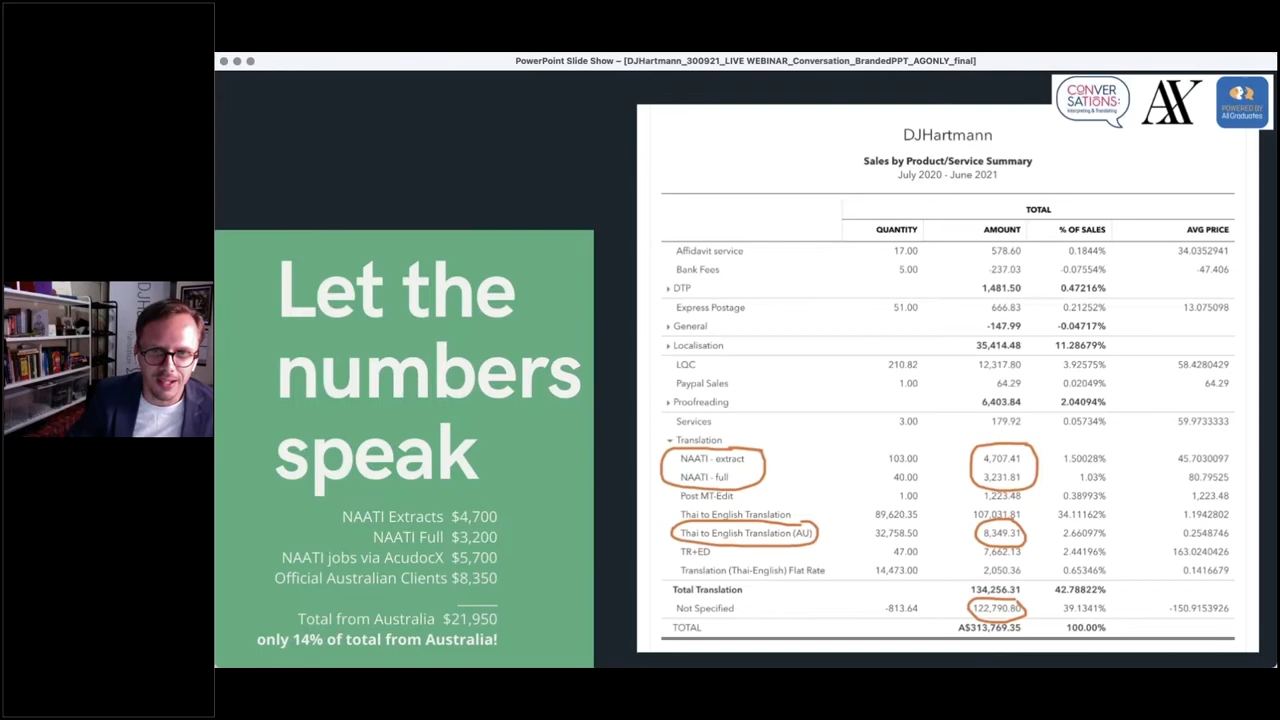 PowerPoint Slide Show – [DJHartmann_300921_LIVE WEBINAR_Conversation_BrandedPPT_AGONLY_final]
CONVERSATIONS:
Interpreting & Translating
AX
POWERED BY
AllGraduates
Let the
numbers
speak
NAATI Extracts $4,700
NAATI Full $3,200
NAATI jobs via AcudocX $5,700
Official Australian Clients $8,350
Total from Australia $21,950
only 14% of total from Australia!
DJHartmann
Sales by Product/Service Summary
July 2020 - June 2021
TOTAL
QUANTITY AMOUNT % OF SALES AVG PRICE
Affidavit service 17.00 578.60 0.1844% 34.0352941
Bank Fees 5.00 -237.03 -0.07554% -47.406
DTP 1,481.50 0.47216%
Express Postage 51.00 666.83 0.21252% 13.075098
General -147.99 -0.04717%
Localisation 35,414.48 11.28679%
LQC 210.82 12,317.80 3.92575% 58.4280429
Paypal Sales 1.00 64.29 0.02049% 64.29
Proofreading 6,403.84 2.04094%
Services 3.00 179.92 0.05734% 59.9733333
Translation
NAATI - extract 103.00 4,707.41 1.50028% 45.7030097
NAATI - full 40.00 3,231.81 1.03% 80.79525
Post MT-Edit 1.00 1,223.48 0.38993% 1,223.48
Thai to English Translation 89,620.35 107,031.81 34.11162% 1.1942802
Thai to English Translation (AU) 32,758.50 8,349.31 2.66097% 0.2548746
TR+ED 47.00 7,662.13 2.44196% 163.0240426
Translation (Thai-English) Flat Rate 14,473.00 2,050.36 0.65346% 0.1416679
Total Translation 134,256.31 42.78822%
Not Specified -813.64 122,790.80 39.1341% -150.9153926
TOTAL A$313,769.35 100.00%